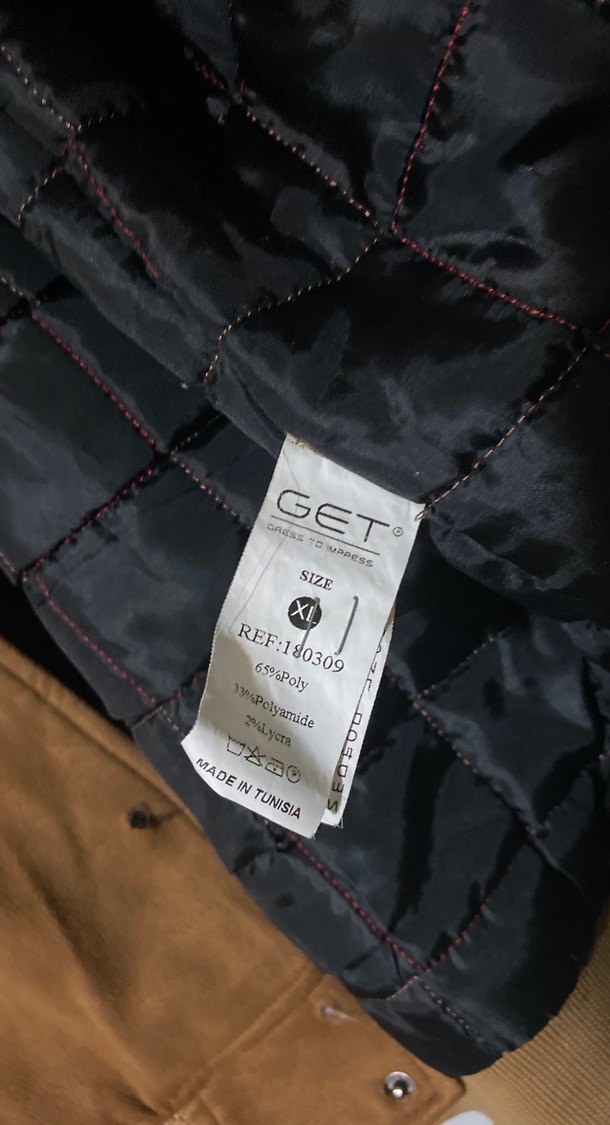 GET®
DRESS TO IMPRESS
SIZE
XL
REF:180309
65%Poly
33%Polyamide
2%Lycra
MADE IN TUNISIA